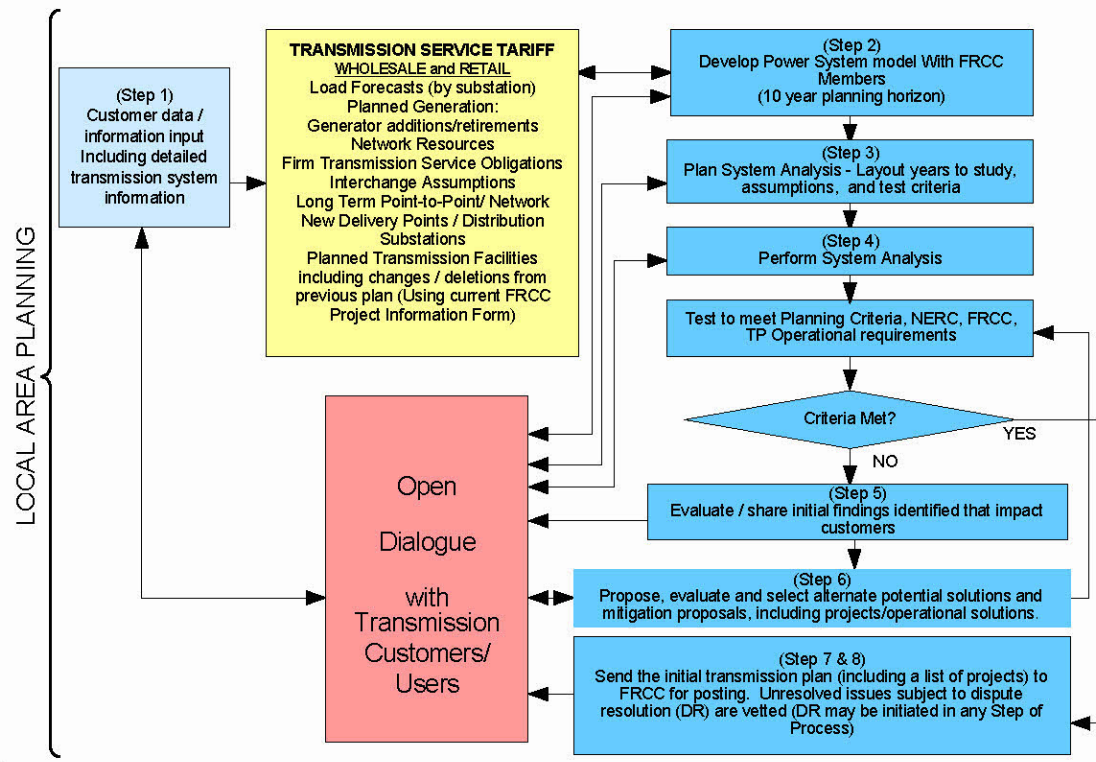 LOCAL AREA PLANNING
(Step 1)
Customer data /
information input
Including detailed
transmission system
information
TRANSMISSION SERVICE TARIFF
WHOLESALE and RETAIL
Load Forecasts (by substation)
Planned Generation:
Generator additions/retirements
Network Resources
Firm Transmission Service Obligations
Interchange Assumptions
Long Term Point-to-Point/ Network
New Delivery Points / Distribution
Substations
Planned Transmission Facilities
including changes / deletions from
previous plan (Using current FRCC
Project Information Form)
(Step 2)
Develop Power System model With FRCC
Members
(10 year planning horizon)
(Step 3)
Plan System Analysis - Layout years to study,
assumptions, and test criteria
(Step 4)
Perform System Analysis
Test to meet Planning Criteria, NERC, FRCC,
TP Operational requirements
Criteria Met?
YES
NO
(Step 5)
Evaluate / share initial findings identified that impact
customers
(Step 6)
Propose, evaluate and select alternate potential solutions and
mitigation proposals, including projects/operational solutions.
(Step 7 & 8)
Send the initial transmission plan (including a list of projects) to
FRCC for posting. Unresolved issues subject to dispute
resolution (DR) are vetted (DR may be initiated in any Step of
Process)
Open
Dialogue
with
Transmission
Customers/
Users